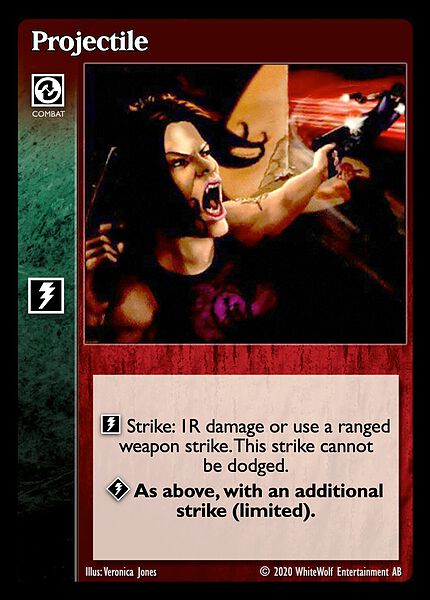 Projectile
COMBAT
Strike: 1R damage or use a ranged
weapon strike. This strike cannot
be dodged.
As above, with an additional
strike (limited).
Illus: Veronica Jones
© 2020 WhiteWolf Entertainment AB